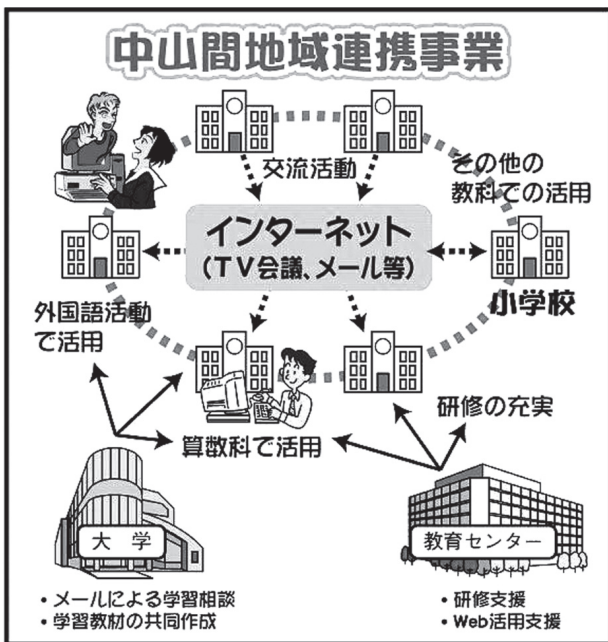 中山間地域連携事業
交流活動
その他の
教科での活用
インターネット
(TV会議、メール等)
小学校
外国語活動
で活用
算数科で活用
研修の充実
大 学
教育センター
・メールによる学習相談
・学習教材の共同作成
・研修支援
・Web活用支援